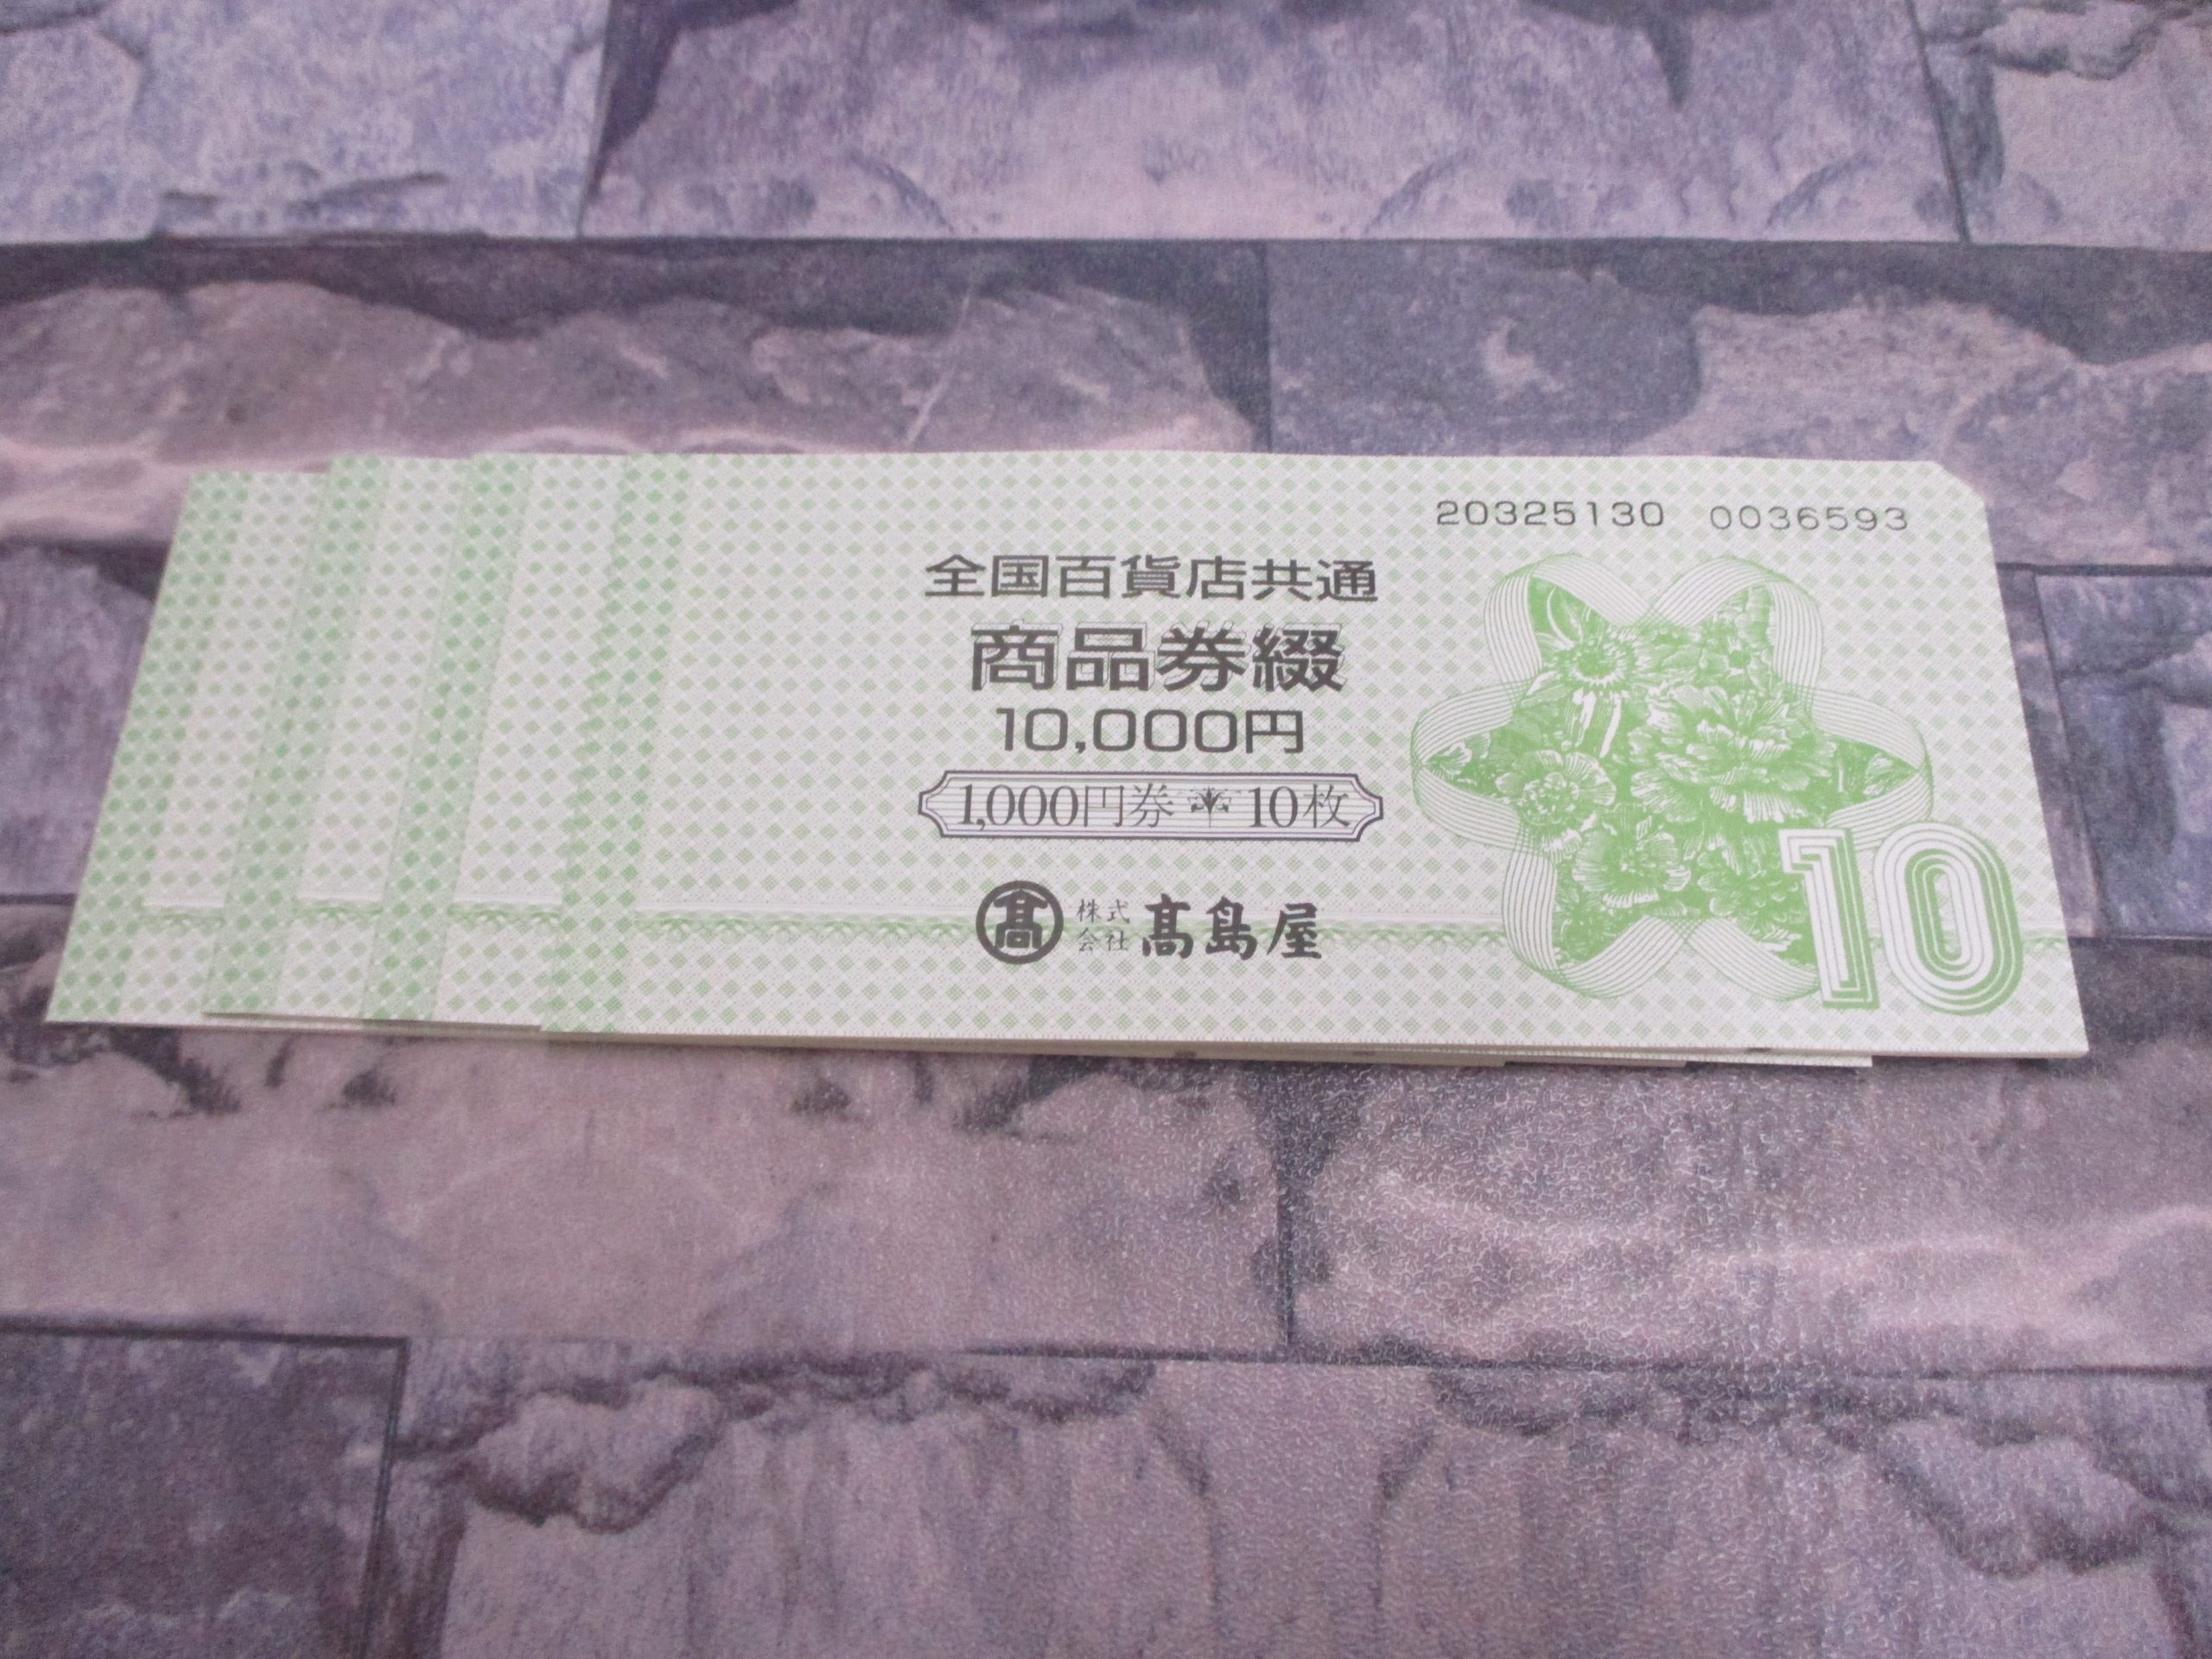 20325130 0036593
全国百貨店共通
商品券綴
10,000円
1,000円券 10枚
髙 株式会社 髙島屋
10